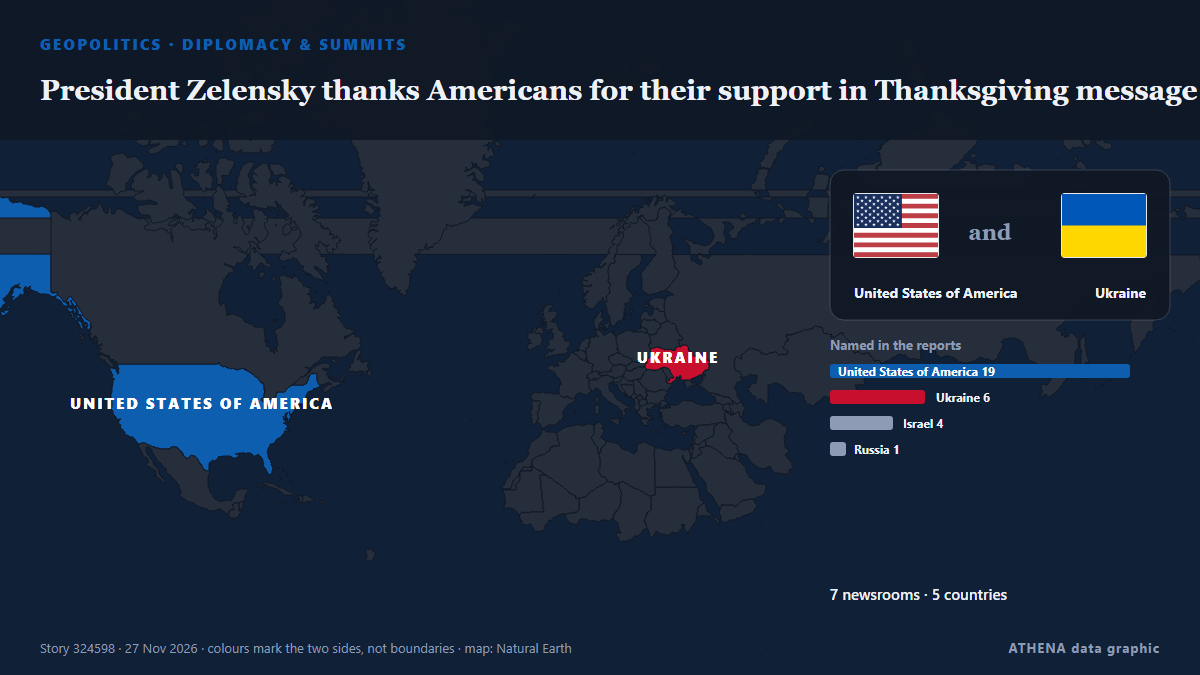 GEOPOLITICS · DIPLOMACY & SUMMITS
President Zelensky thanks Americans for their support in Thanksgiving message
and
United States of America
Ukraine
Named in the reports
United States of America 19
Ukraine 6
Israel 4
Russia 1
UKRAINE
UNITED STATES OF AMERICA
7 newsrooms · 5 countries
Story 324598 · 27 Nov 2026 · colours mark the two sides, not boundaries · map: Natural Earth
ATHENA data graphic